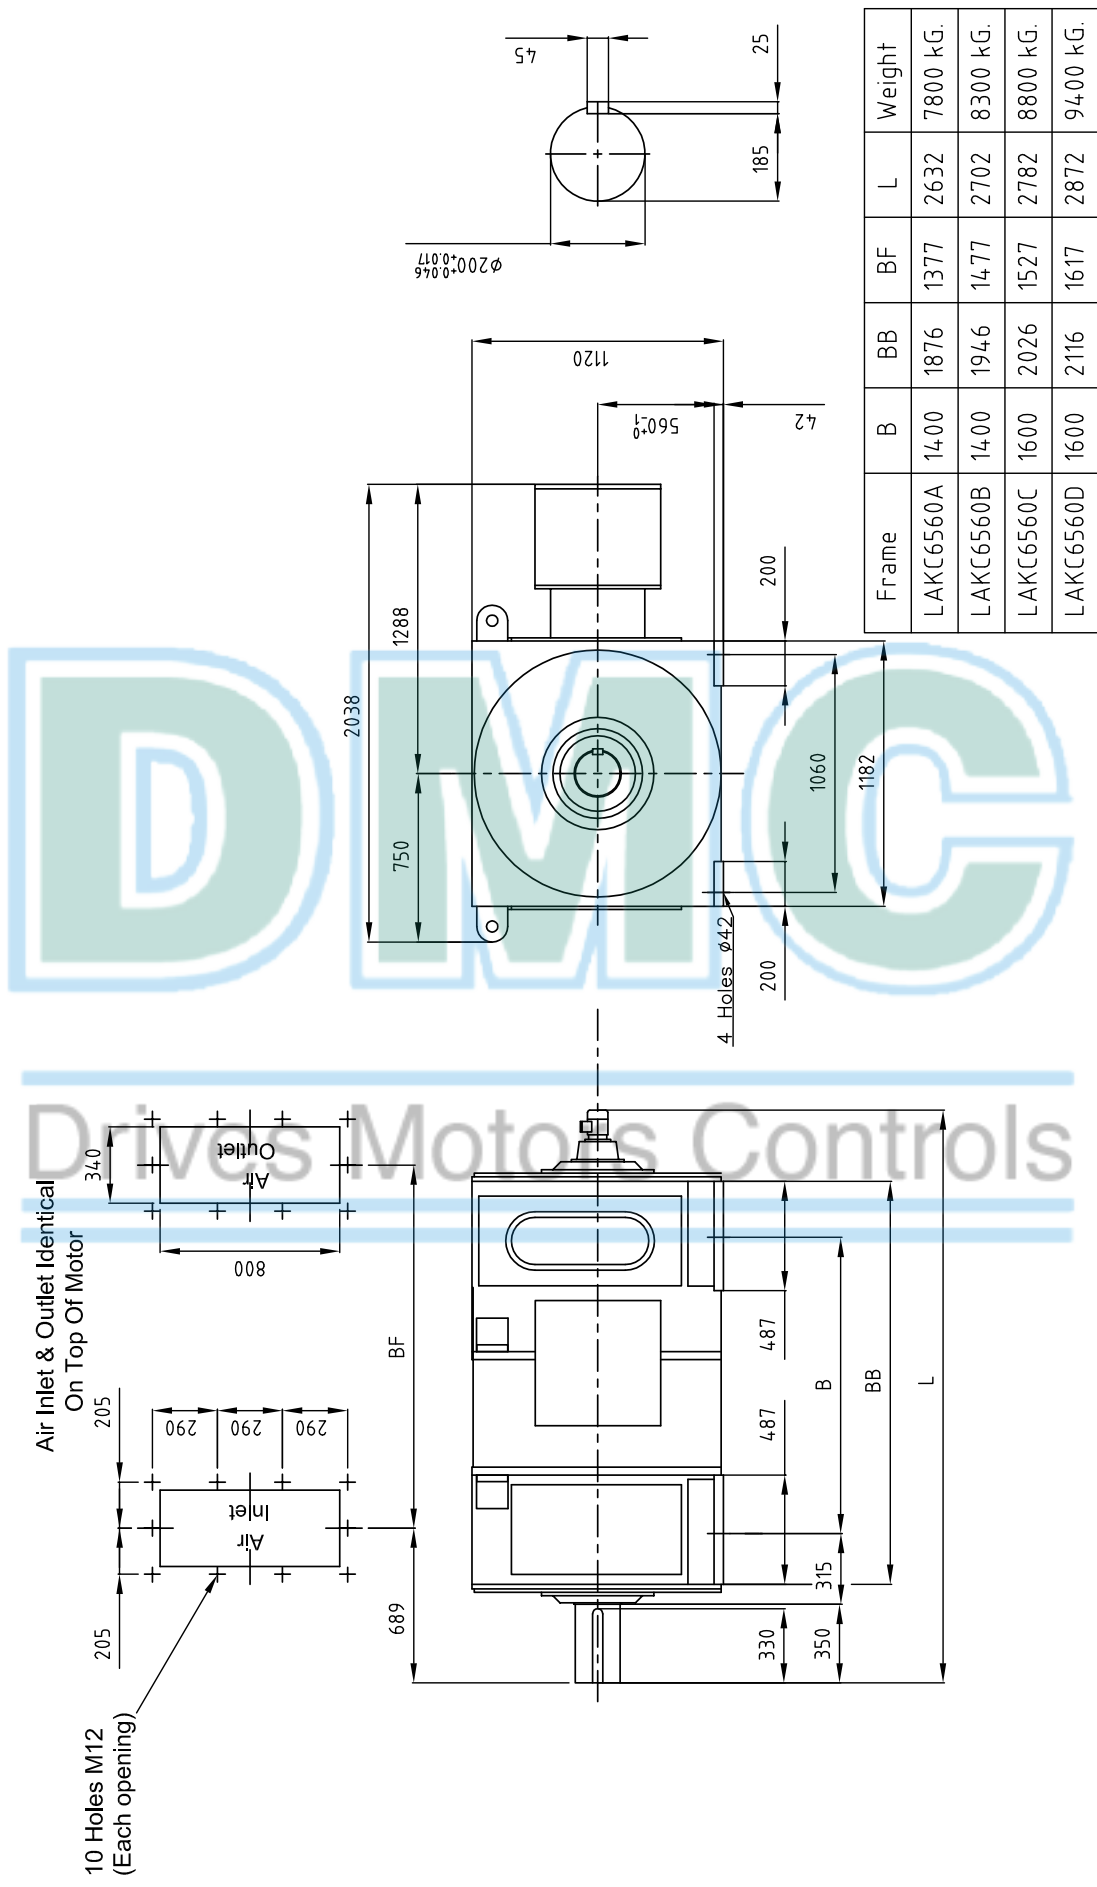 Air Inlet & Outlet Identical
On Top Of Motor
10 Holes M12
(Each opening)
205
205
290
290
290
Air
Inlet
800
340
Air
Outlet
689
BF
487
487
330
350
315
B
BB
L
2038
750
1288
1120
560 +0 -1
42
200
200
1060
1182
4 Holes ø42
ø200 +0.046 +0.017
45
185
25
Frame B BB BF L Weight
LAKC6560A 1400 1876 1377 2632 7800 kG.
LAKC6560B 1400 1946 1477 2702 8300 kG.
LAKC6560C 1600 2026 1527 2782 8800 kG.
LAKC6560D 1600 2116 1617 2872 9400 kG.
DMC
Drives Motors Controls